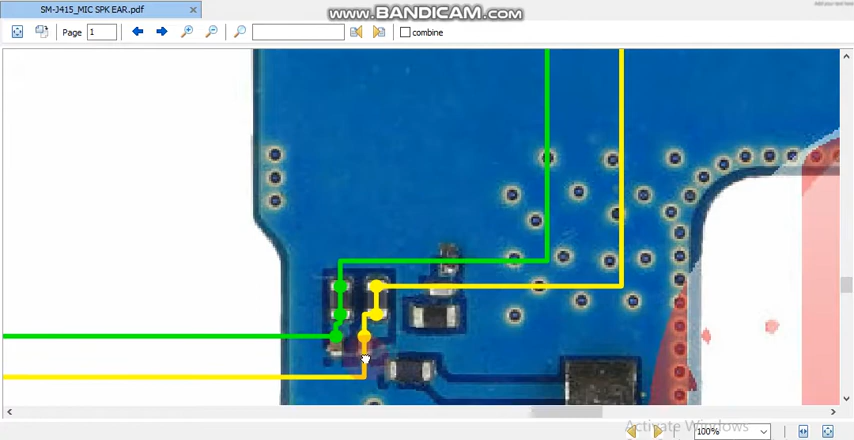 www.BANDICAM.com
SM-J415_MIC SPK EAR.pdf
Page 1
combine
Activate Windows
100%